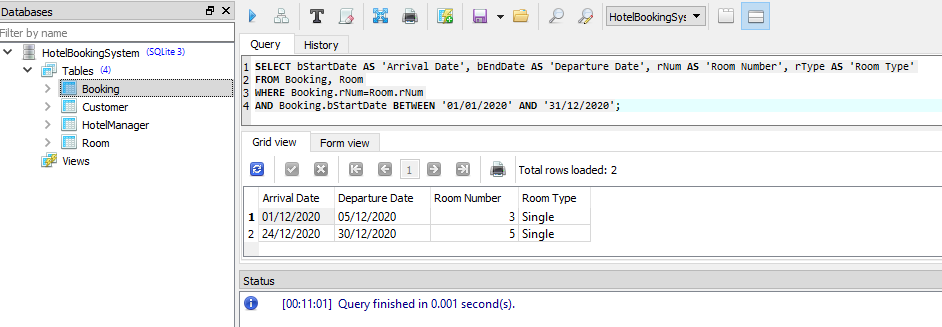 Databases
Filter by name
HotelBookingSystem (SQLite 3)
Tables (4)
Booking
Customer
HotelManager
Room
Views
HotelBookingSys
Query History
1 SELECT bStartDate AS 'Arrival Date', bEndDate AS 'Departure Date', rNum AS 'Room Number', rType AS 'Room Type'
2 FROM Booking, Room
3 WHERE Booking.rNum=Room.rNum
4 AND Booking.bStartDate BETWEEN '01/01/2020' AND '31/12/2020';
Grid view Form view
1 Total rows loaded: 2
Arrival Date Departure Date Room Number Room Type
1 01/12/2020 05/12/2020 3 Single
2 24/12/2020 30/12/2020 5 Single
Status
[00:11:01] Query finished in 0.001 second(s).